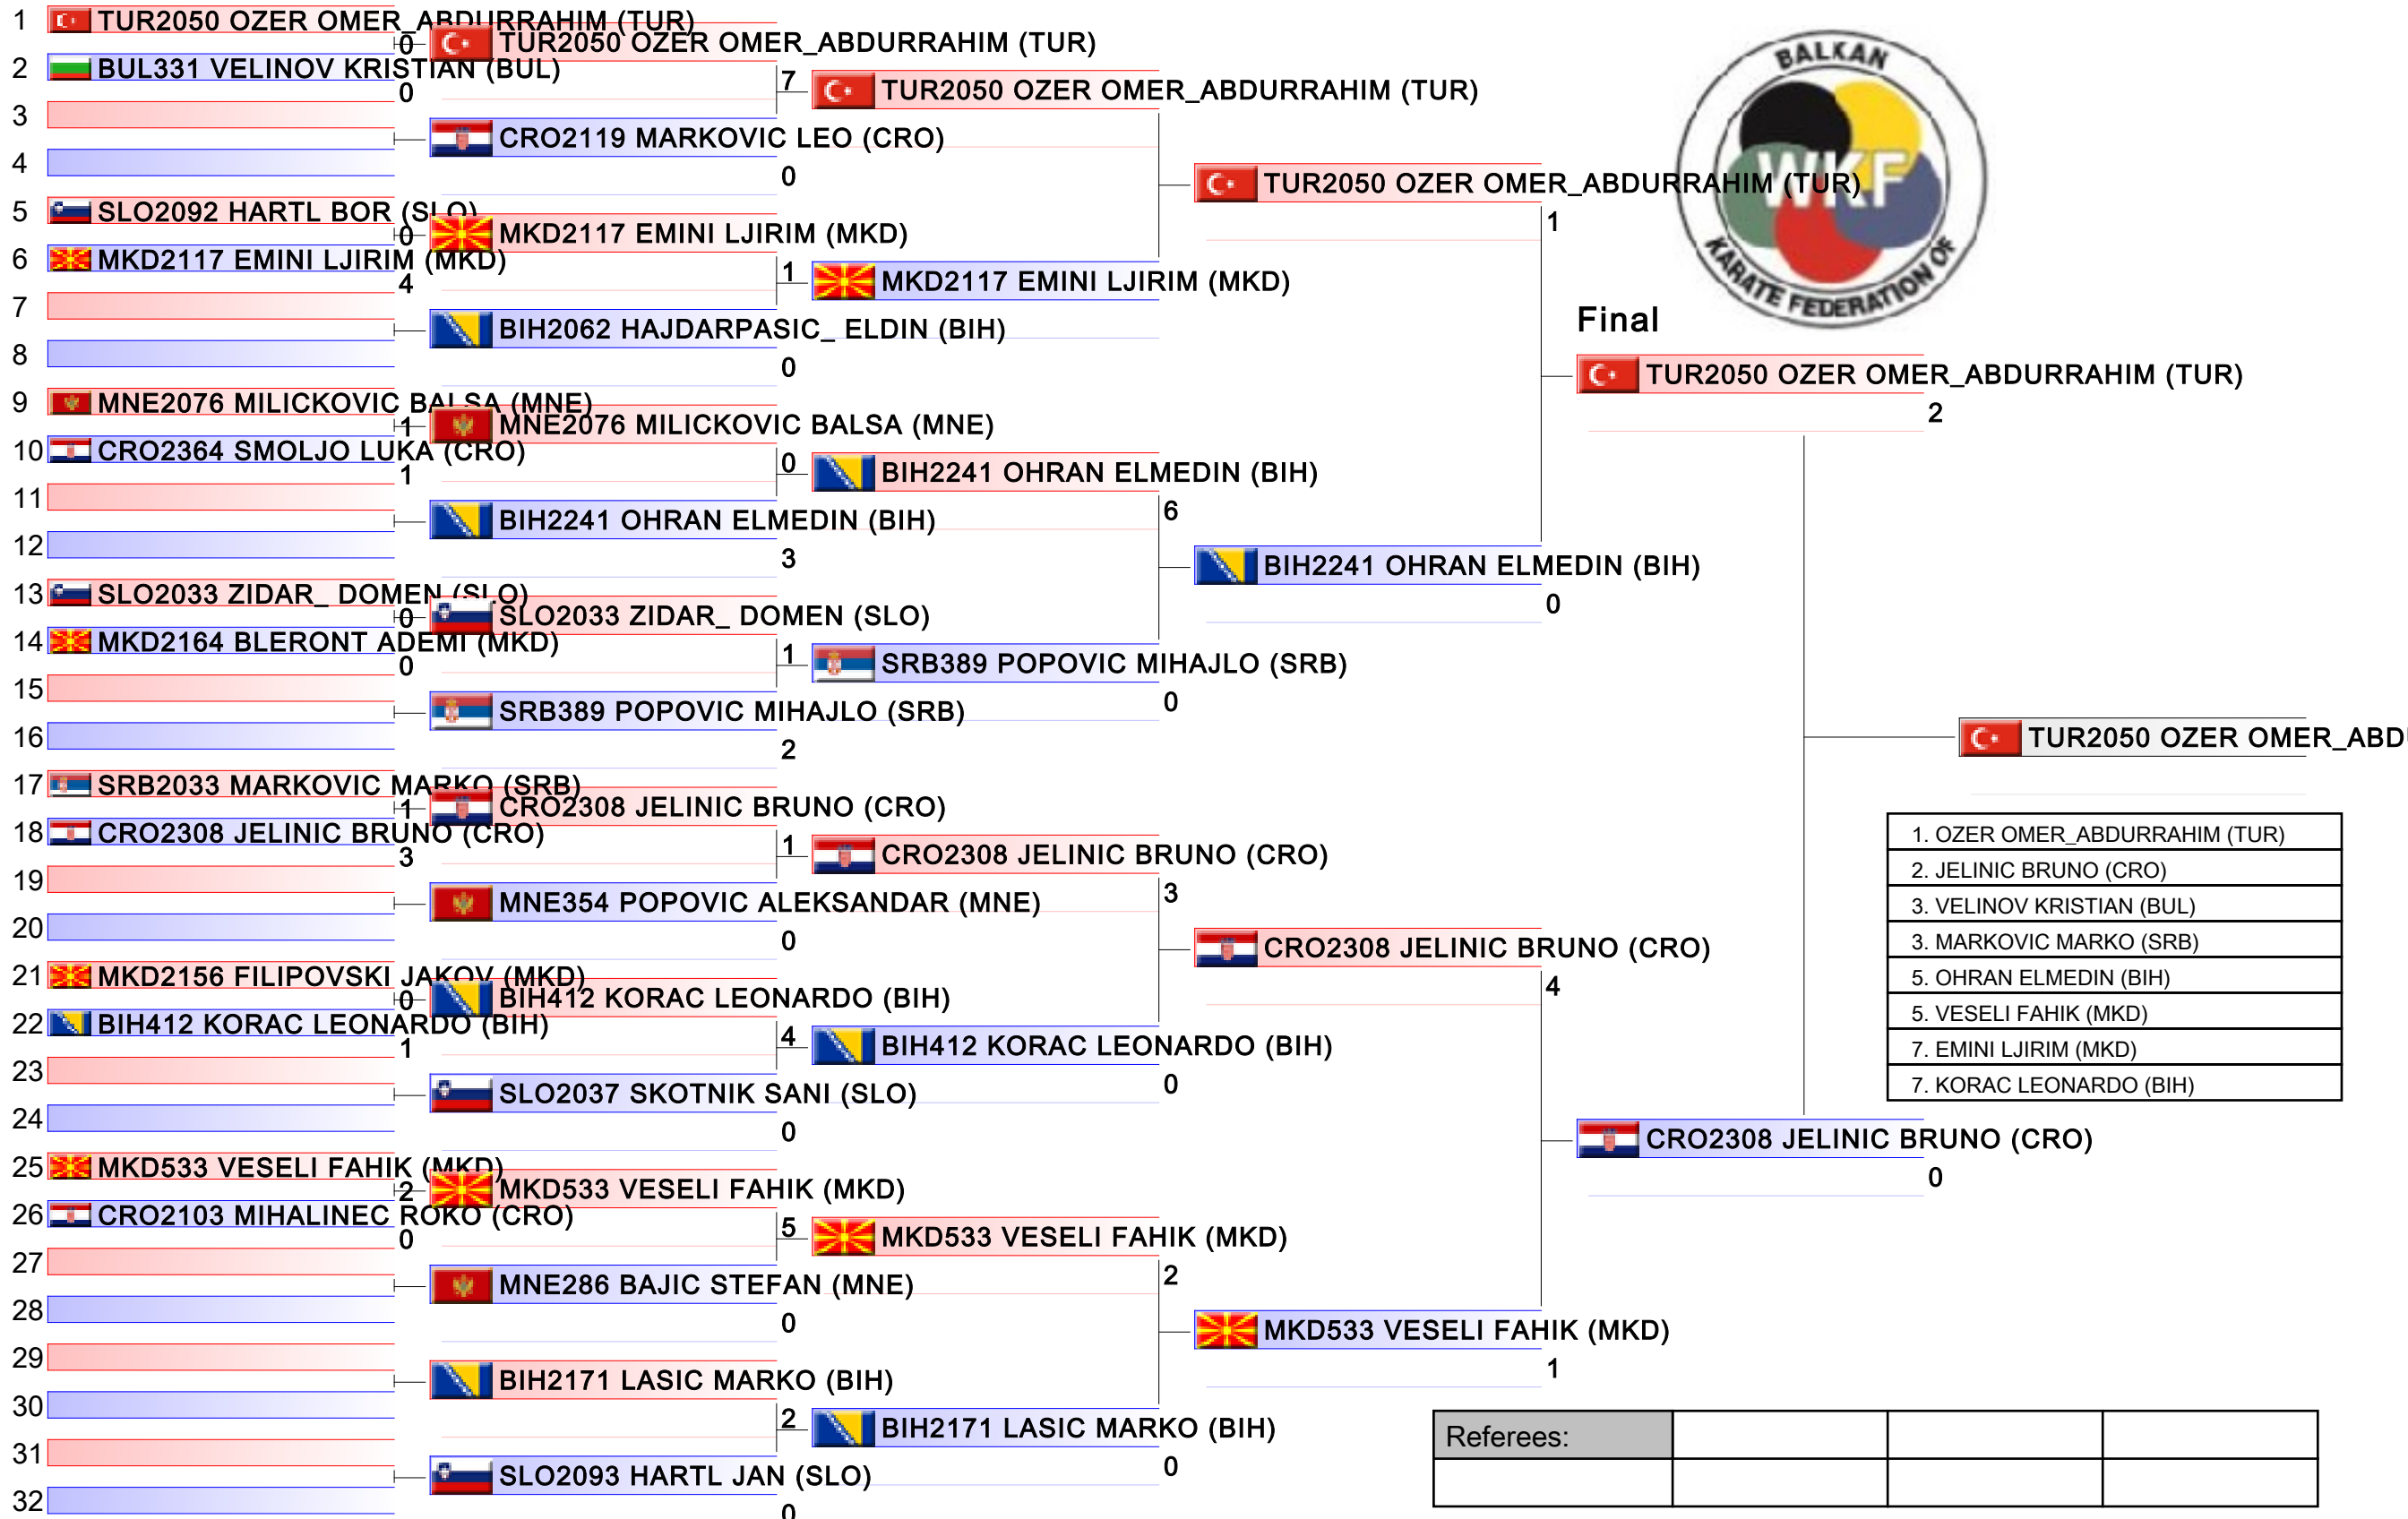 1 TUR2050 OZER OMER_ABDURRAHIM (TUR)
0
2 BUL331 VELINOV KRISTIAN (BUL)
0
3
4
5 SLO2092 HARTL BOR (SLO)
0
6 MKD2117 EMINI LJIRIM (MKD)
4
7
8
9 MNE2076 MILICKOVIC BALSA (MNE)
1
10 CRO2364 SMOLJO LUKA (CRO)
1
11
12
13 SLO2033 ZIDAR_ DOMEN (SLO)
0
14 MKD2164 BLERONT ADEMI (MKD)
0
15
16
17 SRB2033 MARKOVIC MARKO (SRB)
1
18 CRO2308 JELINIC BRUNO (CRO)
3
19
20
21 MKD2156 FILIPOVSKI JAKOV (MKD)
0
22 BIH412 KORAC LEONARDO (BIH)
1
23
24
25 MKD533 VESELI FAHIK (MKD)
2
26 CRO2103 MIHALINEC ROKO (CRO)
0
27
28
29
30
31
32
TUR2050 OZER OMER_ABDURRAHIM (TUR)
7
CRO2119 MARKOVIC LEO (CRO)
0
MKD2117 EMINI LJIRIM (MKD)
1
BIH2062 HAJDARPASIC_ ELDIN (BIH)
0
MNE2076 MILICKOVIC BALSA (MNE)
0
BIH2241 OHRAN ELMEDIN (BIH)
3
SLO2033 ZIDAR_ DOMEN (SLO)
1
SRB389 POPOVIC MIHAJLO (SRB)
2
CRO2308 JELINIC BRUNO (CRO)
1
MNE354 POPOVIC ALEKSANDAR (MNE)
0
BIH412 KORAC LEONARDO (BIH)
4
SLO2037 SKOTNIK SANI (SLO)
0
MKD533 VESELI FAHIK (MKD)
5
MNE286 BAJIC STEFAN (MNE)
0
BIH2171 LASIC MARKO (BIH)
2
SLO2093 HARTL JAN (SLO)
0
TUR2050 OZER OMER_ABDURRAHIM (TUR)
MKD2117 EMINI LJIRIM (MKD)
BIH2241 OHRAN ELMEDIN (BIH)
6
SRB389 POPOVIC MIHAJLO (SRB)
0
CRO2308 JELINIC BRUNO (CRO)
3
BIH412 KORAC LEONARDO (BIH)
0
MKD533 VESELI FAHIK (MKD)
2
BIH2171 LASIC MARKO (BIH)
0
TUR2050 OZER OMER_ABDURRAHIM (TUR)
1
BIH2241 OHRAN ELMEDIN (BIH)
0
CRO2308 JELINIC BRUNO (CRO)
4
MKD533 VESELI FAHIK (MKD)
1
BALKAN
WKF
KARATE FEDERATION OF
Final
TUR2050 OZER OMER_ABDURRAHIM (TUR)
2
CRO2308 JELINIC BRUNO (CRO)
0
TUR2050 OZER OMER_ABD
1. OZER OMER_ABDURRAHIM (TUR)
2. JELINIC BRUNO (CRO)
3. VELINOV KRISTIAN (BUL)
3. MARKOVIC MARKO (SRB)
5. OHRAN ELMEDIN (BIH)
5. VESELI FAHIK (MKD)
7. EMINI LJIRIM (MKD)
7. KORAC LEONARDO (BIH)
Referees: